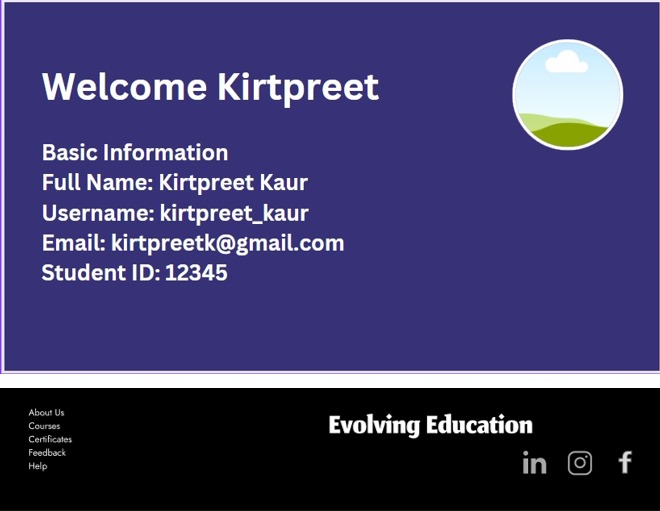 Welcome Kirtpreet
Basic Information
Full Name: Kirtpreet Kaur
Username: kirtpreet_kaur
Email: kirtpreetk@gmail.com
Student ID: 12345
About Us
Courses
Certificates
Feedback
Help
Evolving Education
in
f